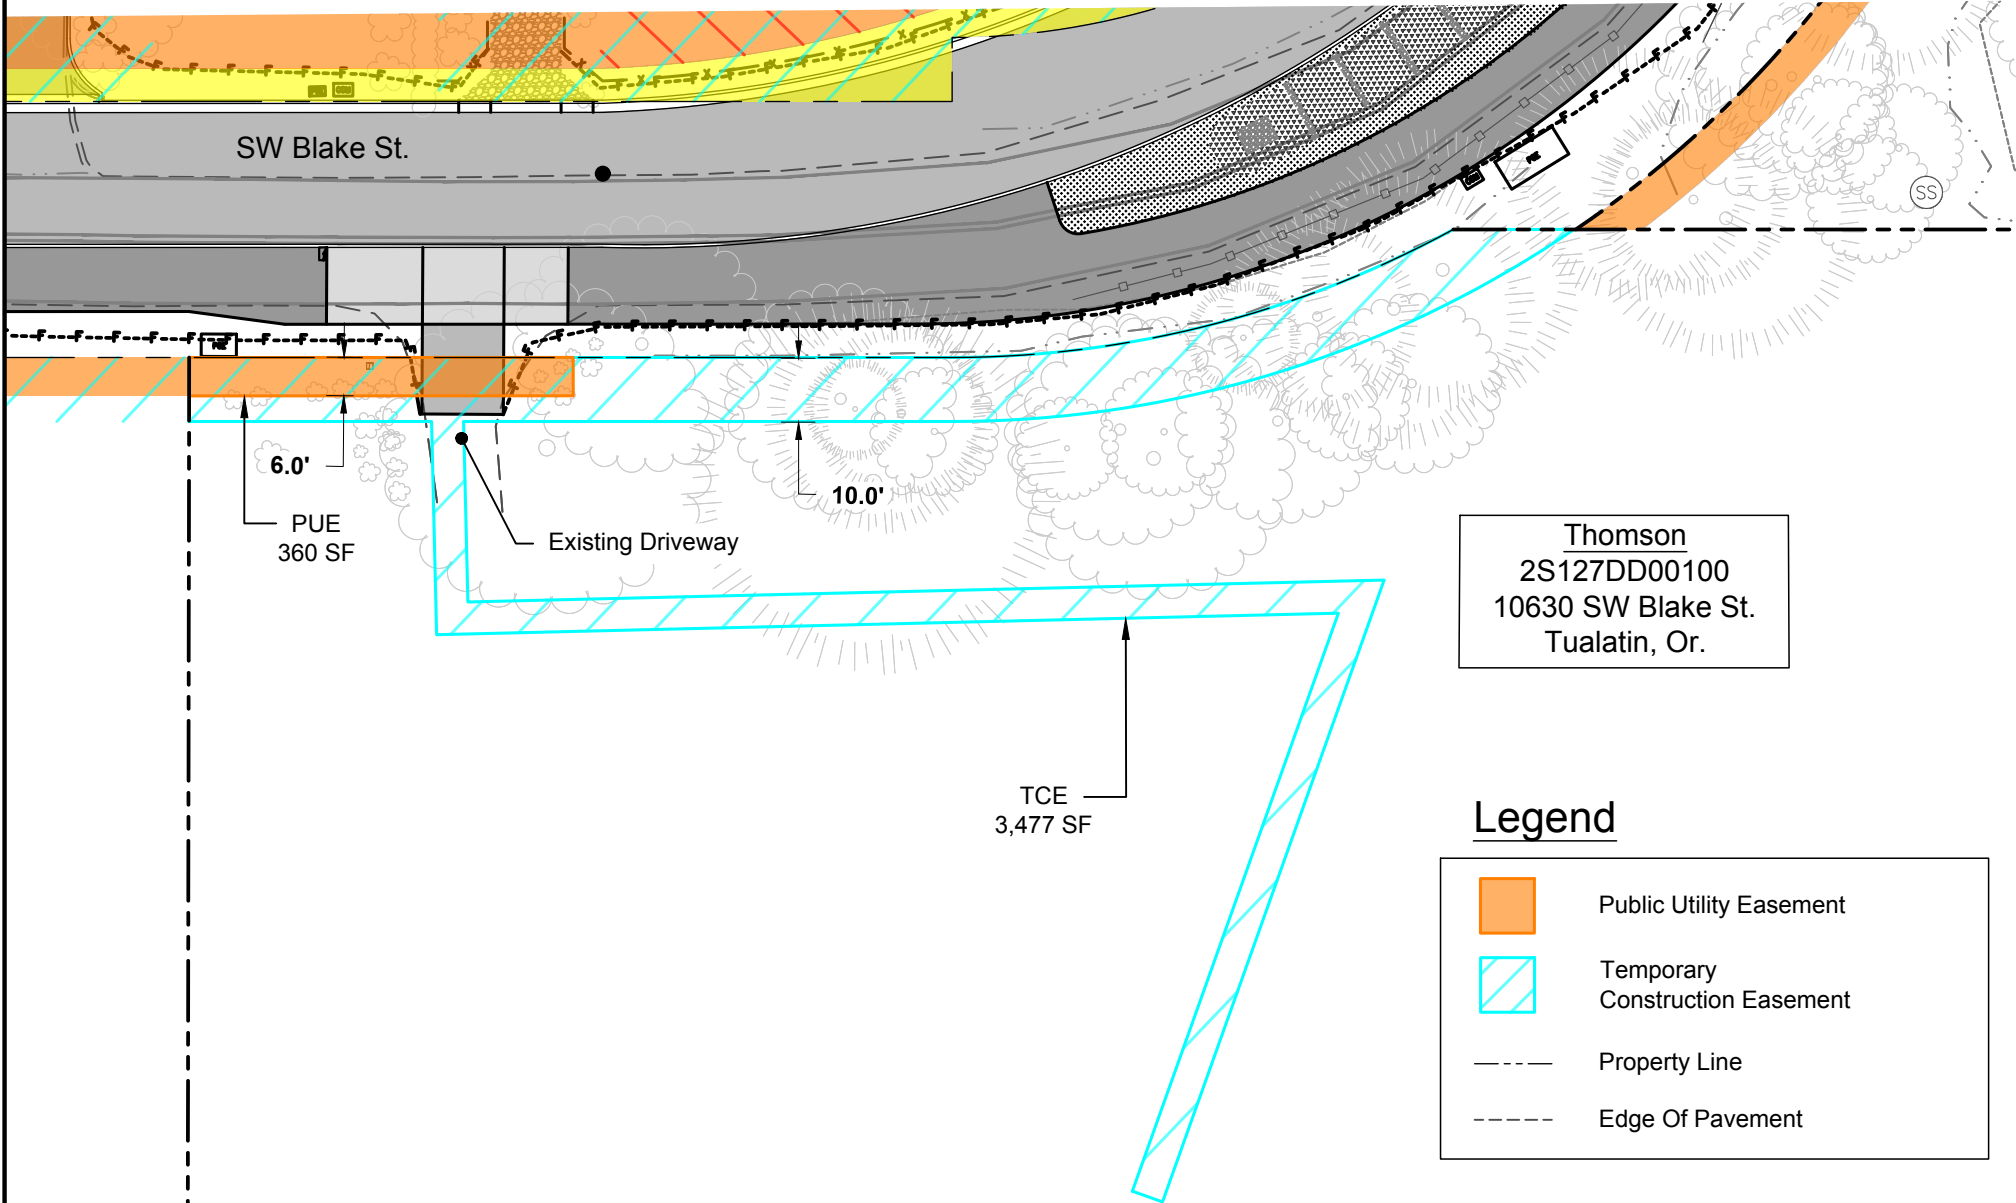 SW Blake St.
SS
6.0'
10.0'
PUE
360 SF
Existing Driveway
Thomson
2S127DD00100
10630 SW Blake St.
Tualatin, Or.
TCE
3,477 SF
Legend
Public Utility Easement
Temporary
Construction Easement
Property Line
Edge Of Pavement